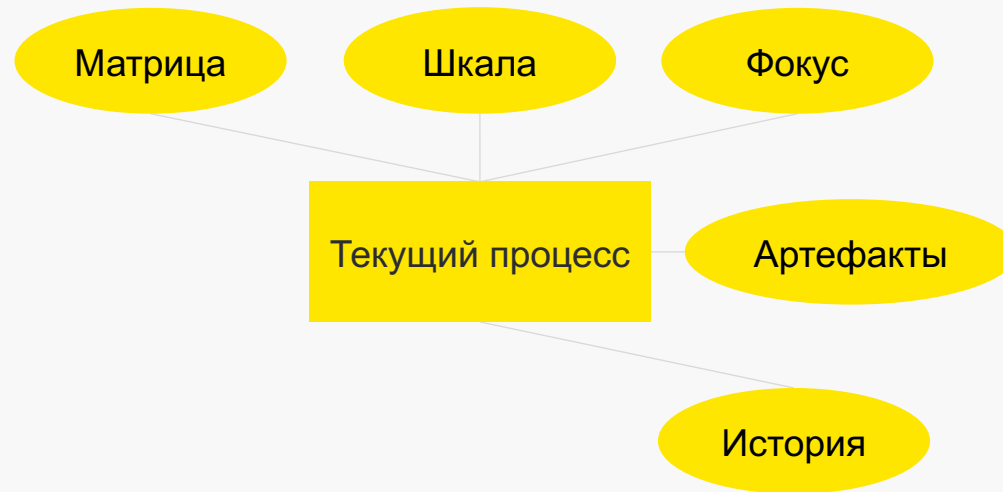 Матрица
Шкала
Фокус
Текущий процесс
Артефакты
История